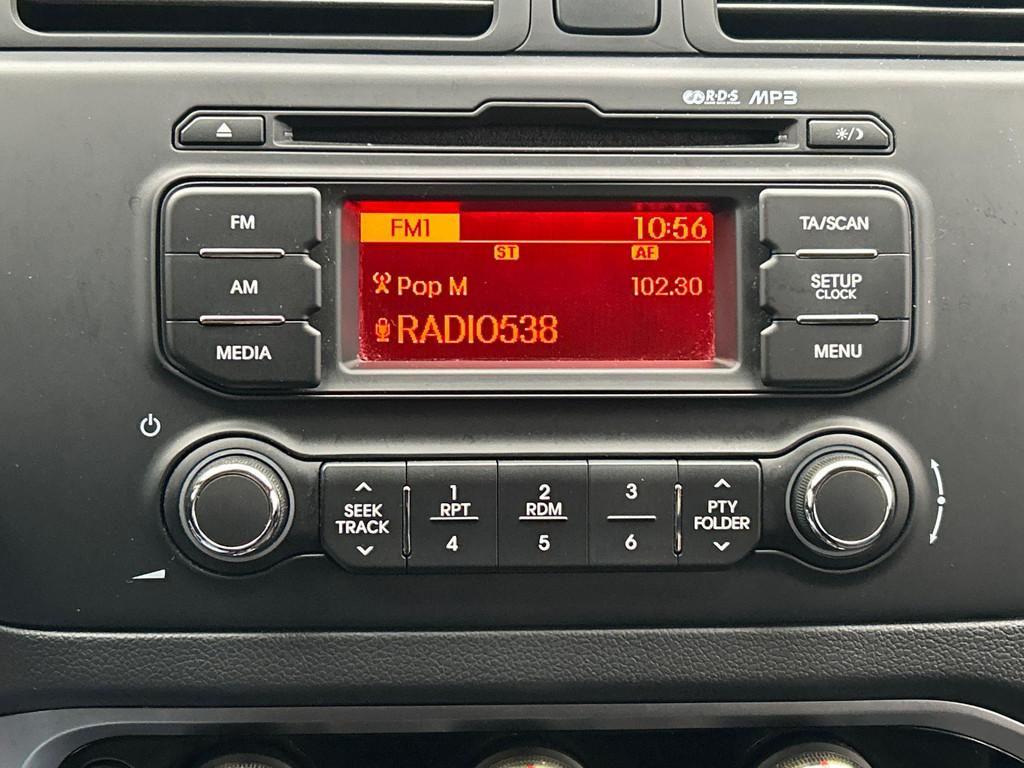 R·D·S MP3
FM
AM
MEDIA
FM1 10:56
ST AF
Pop M 102.30
RADIO538
TA/SCAN
SETUP
CLOCK
MENU
SEEK
TRACK
1
RPT
4
2
RDM
5
3
6
PTY
FOLDER